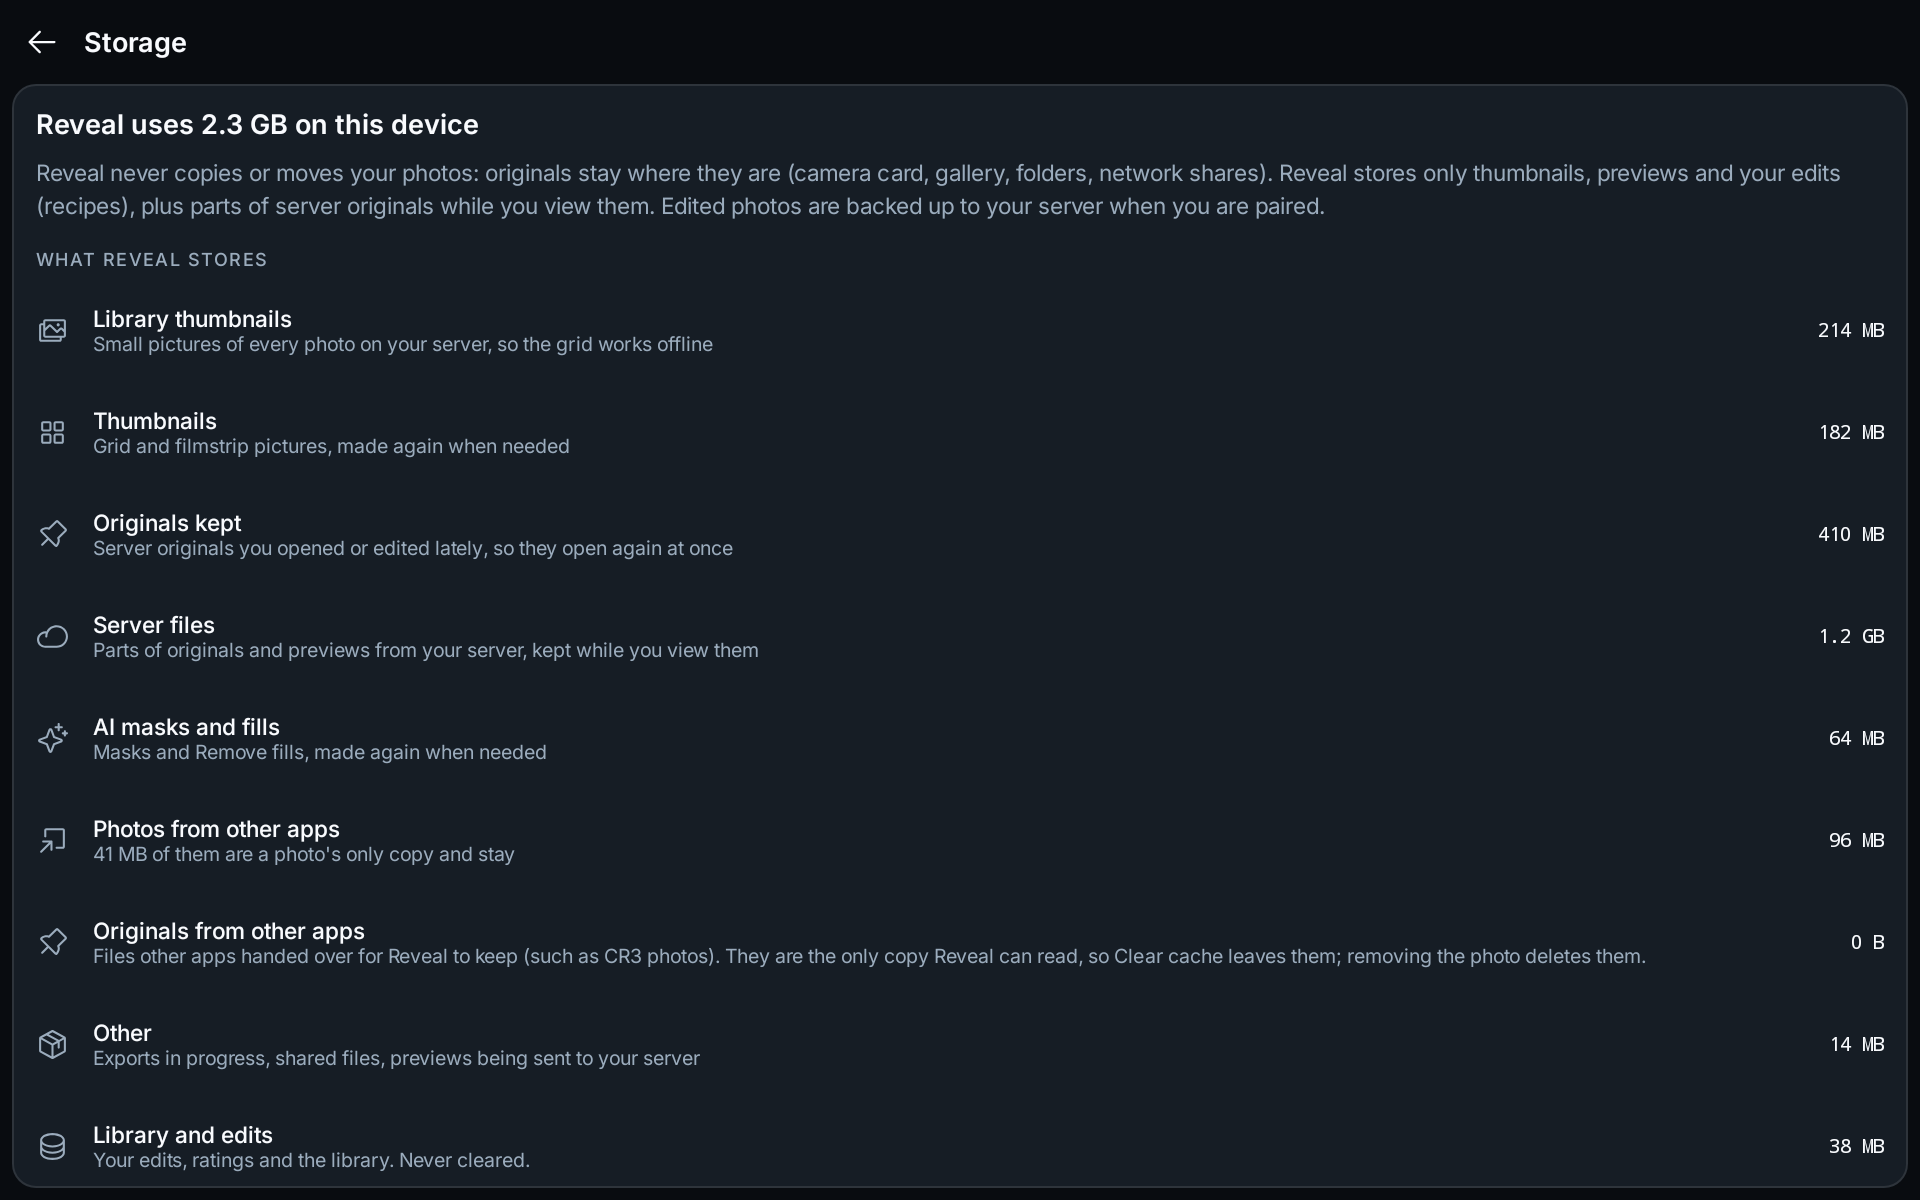 Storage
Reveal uses 2.3 GB on this device
Reveal never copies or moves your photos: originals stay where they are (camera card, gallery, folders, network shares). Reveal stores only thumbnails, previews and your edits
(recipes), plus parts of server originals while you view them. Edited photos are backed up to your server when you are paired.
WHAT REVEAL STORES
Library thumbnails
Small pictures of every photo on your server, so the grid works offline
214 MB
Thumbnails
Grid and filmstrip pictures, made again when needed
182 MB
Originals kept
Server originals you opened or edited lately, so they open again at once
410 MB
Server files
Parts of originals and previews from your server, kept while you view them
1.2 GB
AI masks and fills
Masks and Remove fills, made again when needed
64 MB
Photos from other apps
41 MB of them are a photo's only copy and stay
96 MB
Originals from other apps
Files other apps handed over for Reveal to keep (such as CR3 photos). They are the only copy Reveal can read, so Clear cache leaves them; removing the photo deletes them.
0 B
Other
Exports in progress, shared files, previews being sent to your server
14 MB
Library and edits
Your edits, ratings and the library. Never cleared.
38 MB